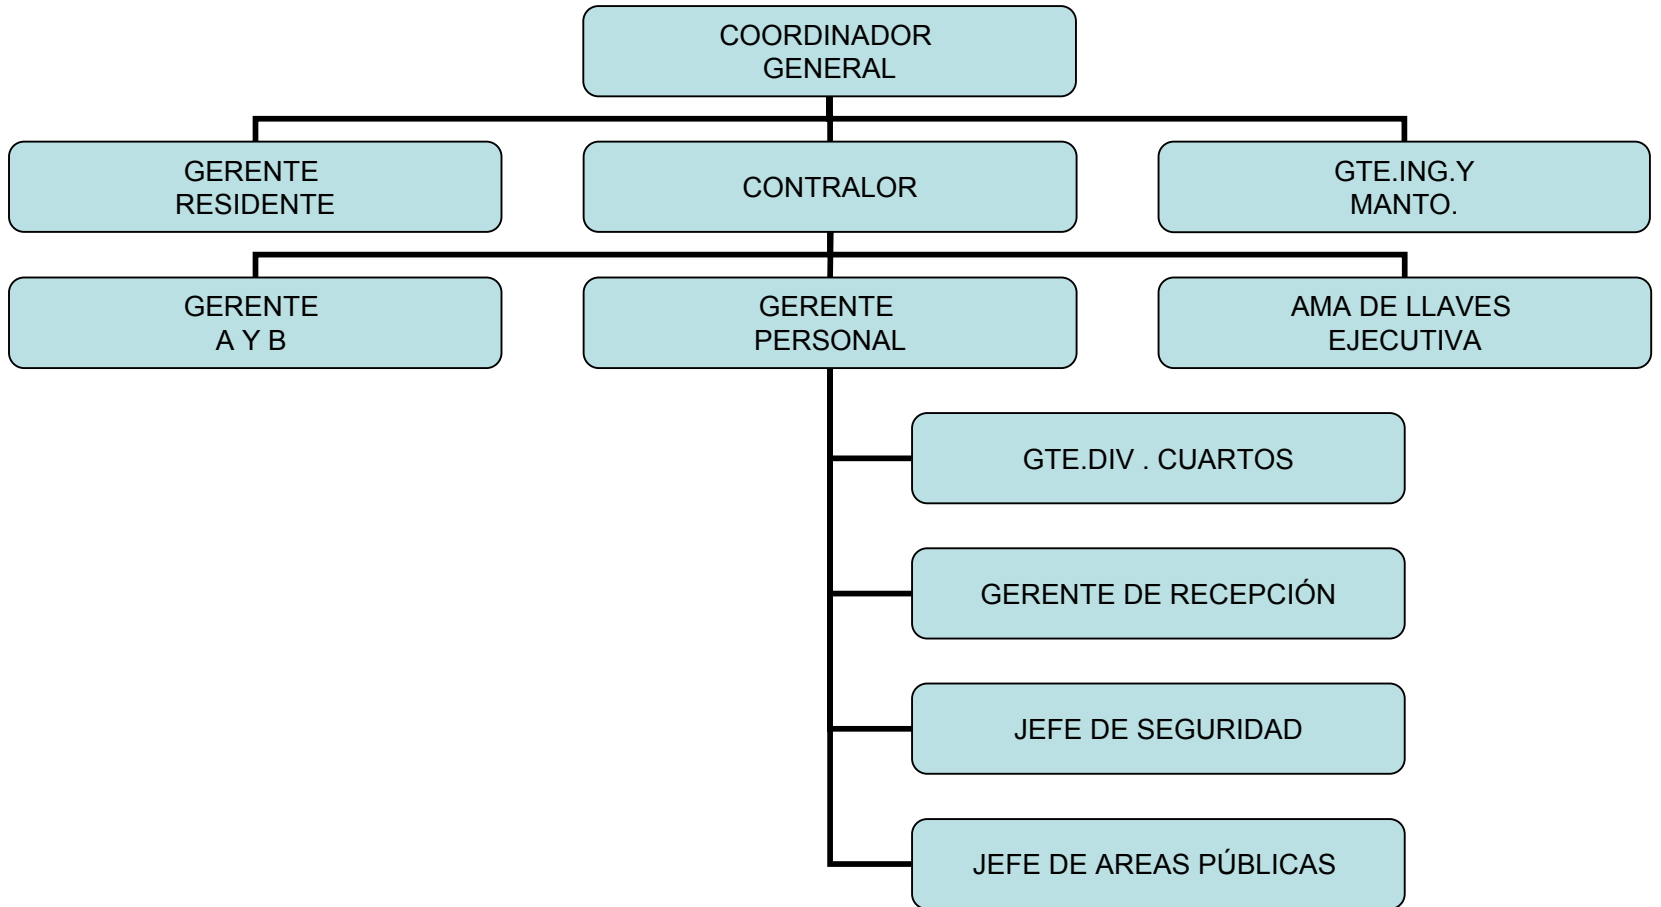 COORDINADOR
GENERAL
GERENTE
RESIDENTE
CONTRALOR
GTE.ING.Y
MANTO.
GERENTE
A Y B
GERENTE
PERSONAL
AMA DE LLAVES
EJECUTIVA
GTE.DIV . CUARTOS
GERENTE DE RECEPCIÓN
JEFE DE SEGURIDAD
JEFE DE AREAS PÚBLICAS